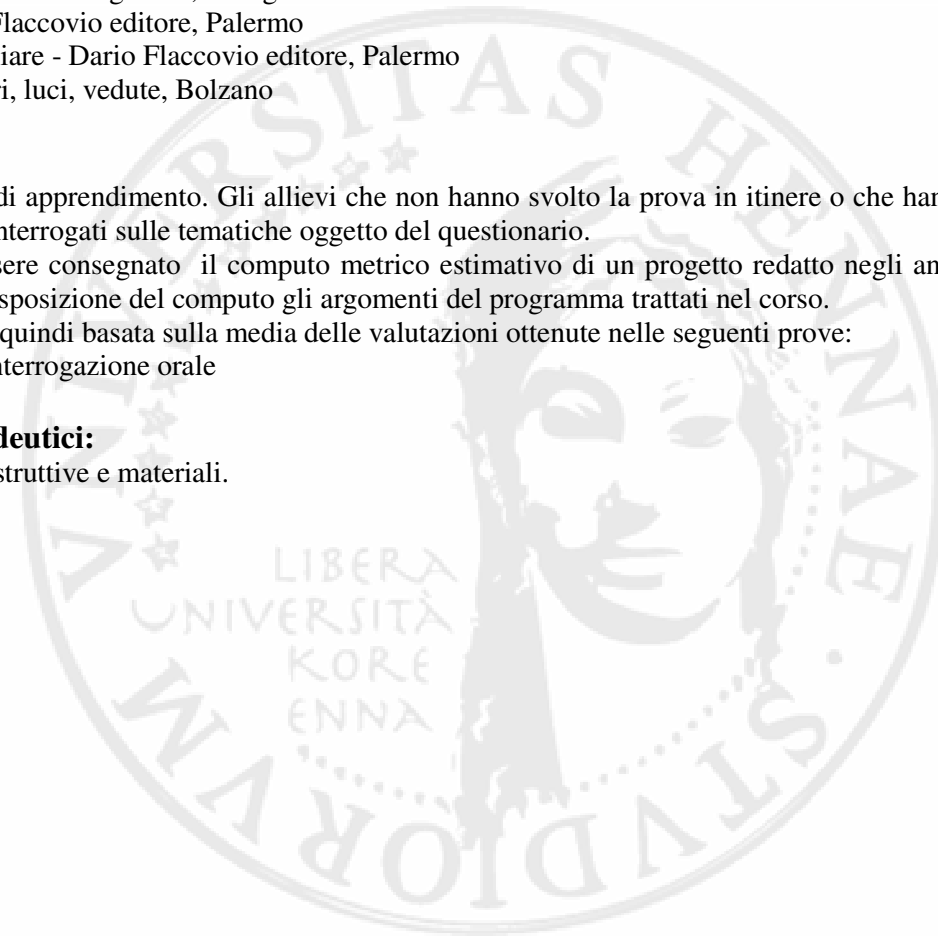 Flaccovio editore, Palermo
iare - Dario Flaccovio editore, Palermo
i, luci, vedute, Bolzano
di apprendimento. Gli allievi che non hanno svolto la prova in itinere o che han
nterrogati sulle tematiche oggetto del questionario.
sere consegnato il computo metrico estimativo di un progetto redatto negli an
sposizione del computo gli argomenti del programma trattati nel corso.
quindi basata sulla media delle valutazioni ottenute nelle seguenti prove:
nterrogazione orale
deutici:
struttive e materiali.
VNIVERSITAS HENNAE STVDIORVM
LIBERA
UNIVERSITÀ
KORE
ENNA